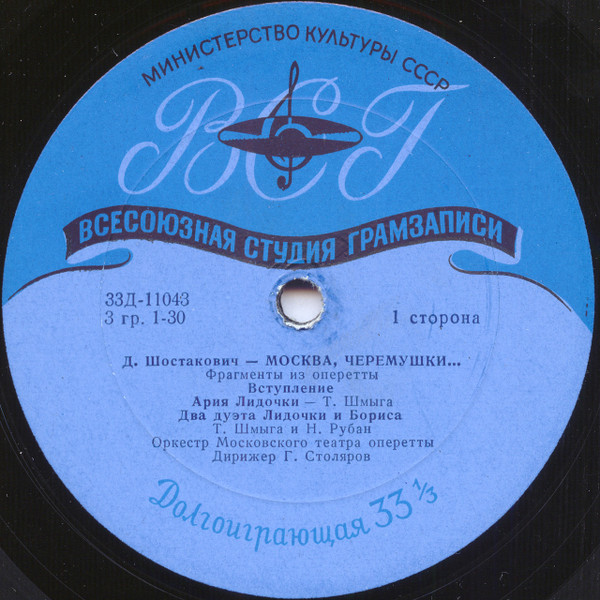 МИНИСТЕРСТВО КУЛЬТУРЫ СССР
ВСГ
ВСЕСОЮЗНАЯ СТУДИЯ ГРАМЗАПИСИ
33Д-11043
3 гр. 1-30
1 сторона
Д. Шостакович — МОСКВА, ЧЕРЕМУШКИ...
Фрагменты из оперетты
Вступление
Ария Лидочки — Т. Шмыга
Два дуэта Лидочки и Бориса
Т. Шмыга и Н. Рубан
Оркестр Московского театра оперетты
Дирижер Г. Столяров
Долгоиграющая 33 1/3